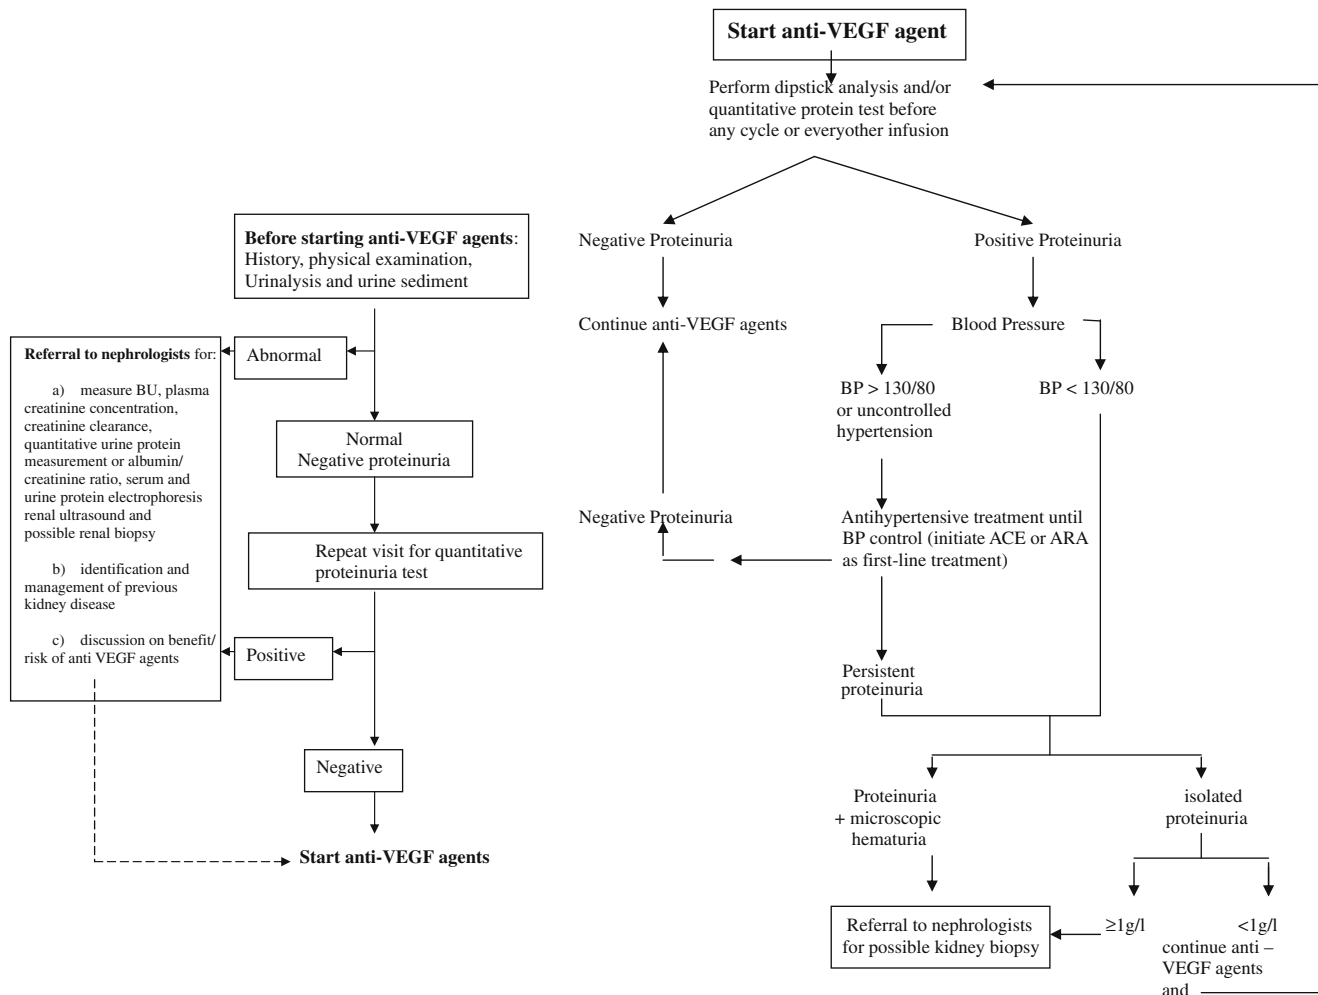 Start anti-VEGF agent
Perform dipstick analysis and/or
quantitative protein test before
any cycle or everyother infusion
Negative Proteinuria
Positive Proteinuria
Continue anti-VEGF agents
Blood Pressure
BP > 130/80
or uncontrolled
hypertension
BP < 130/80
Negative Proteinuria
Antihypertensive treatment until
BP control (initiate ACE or ARA
as first-line treatment)
Persistent
proteinuria
Proteinuria
+ microscopic
hematuria
isolated
proteinuria
Referral to nephrologists
for possible kidney biopsy
≥1g/l
<1g/l
continue anti –
VEGF agents
and
Before starting anti-VEGF agents:
History, physical examination,
Urinalysis and urine sediment
Abnormal
Referral to nephrologists for:
a) measure BU, plasma
creatinine concentration,
creatinine clearance,
quantitative urine protein
measurement or albumin/
creatinine ratio, serum and
urine protein electrophoresis
renal ultrasound and
possible renal biopsy
b) identification and
management of previous
kidney disease
c) discussion on benefit/
risk of anti VEGF agents
Normal
Negative proteinuria
Repeat visit for quantitative
proteinuria test
Positive
Negative
Start anti-VEGF agents